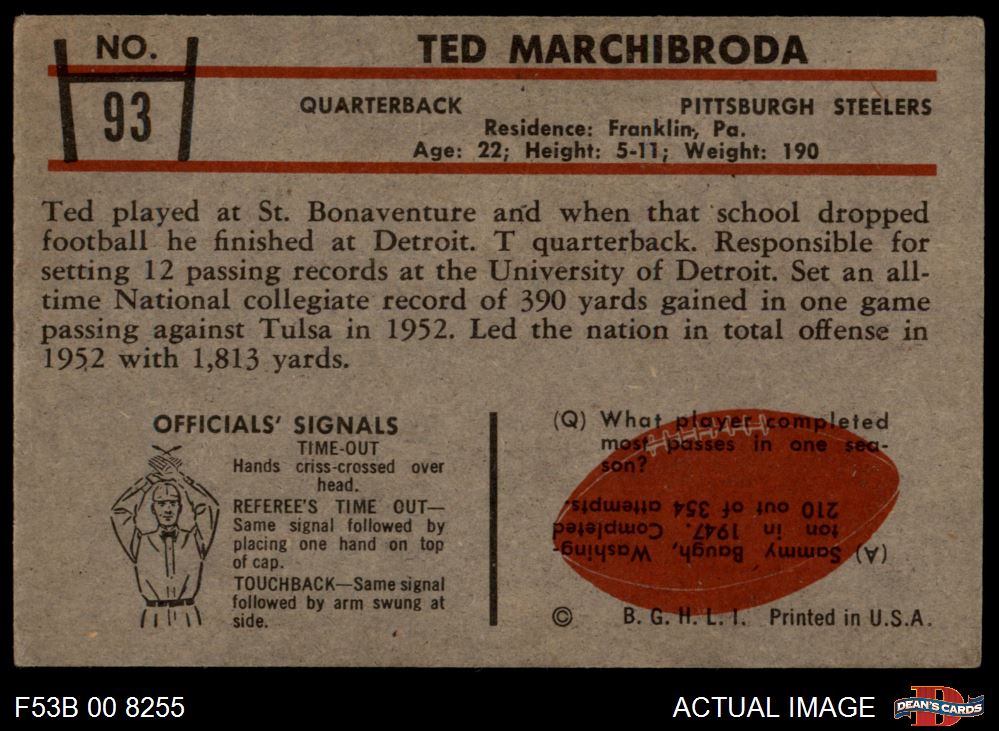 NO.
93
TED MARCHIBRODA
QUARTERBACK PITTSBURGH STEELERS
Residence: Franklin, Pa.
Age: 22; Height: 5-11; Weight: 190
Ted played at St. Bonaventure and when that school dropped
football he finished at Detroit. T quarterback. Responsible for
setting 12 passing records at the University of Detroit. Set an all-
time National collegiate record of 390 yards gained in one game
passing against Tulsa in 1952. Led the nation in total offense in
1952 with 1,813 yards.
OFFICIALS' SIGNALS
TIME-OUT
Hands criss-crossed over
head.
REFEREE'S TIME OUT—
Same signal followed by
placing one hand on top
of cap.
TOUCHBACK—Same signal
followed by arm swung at
side.
(Q) What player completed
most passes in one sea-
son?
(A) Sammy Baugh, Washing-
ton in 1947. Completed
210 out of 354 attempts.
© B. G. H. L. I. Printed in U.S.A.
F53B 00 8255
ACTUAL IMAGE
D
DEAN'S CARDS